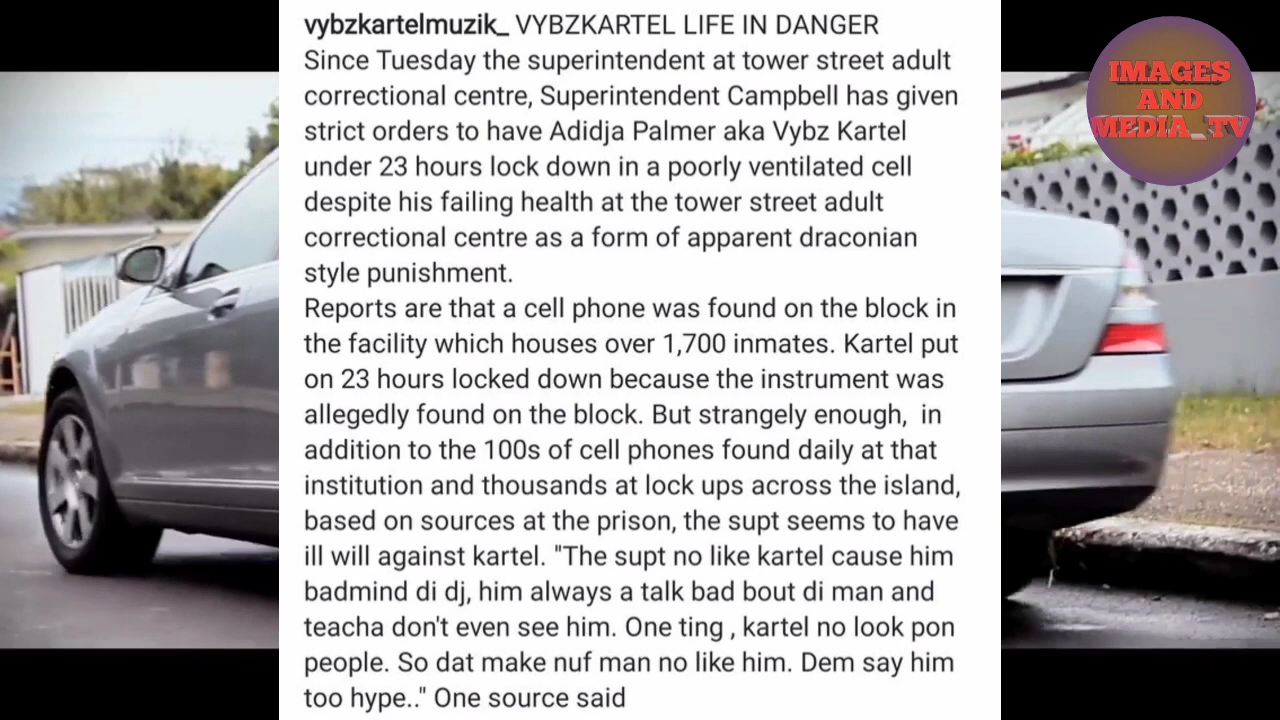 vybzkartelmuzik_ VYBZKARTEL LIFE IN DANGER
Since Tuesday the superintendent at tower street adult
correctional centre, Superintendent Campbell has given
strict orders to have Adidja Palmer aka Vybz Kartel
under 23 hours lock down in a poorly ventilated cell
despite his failing health at the tower street adult
correctional centre as a form of apparent draconian
style punishment.
Reports are that a cell phone was found on the block in
the facility which houses over 1,700 inmates. Kartel put
on 23 hours locked down because the instrument was
allegedly found on the block. But strangely enough,  in
addition to the 100s of cell phones found daily at that
institution and thousands at lock ups across the island,
based on sources at the prison, the supt seems to have
ill will against kartel. "The supt no like kartel cause him
badmind di dj, him always a talk bad bout di man and
teacha don't even see him. One ting , kartel no look pon
people. So dat make nuf man no like him. Dem say him
too hype.." One source said
IMAGES
AND
MEDIA_TV